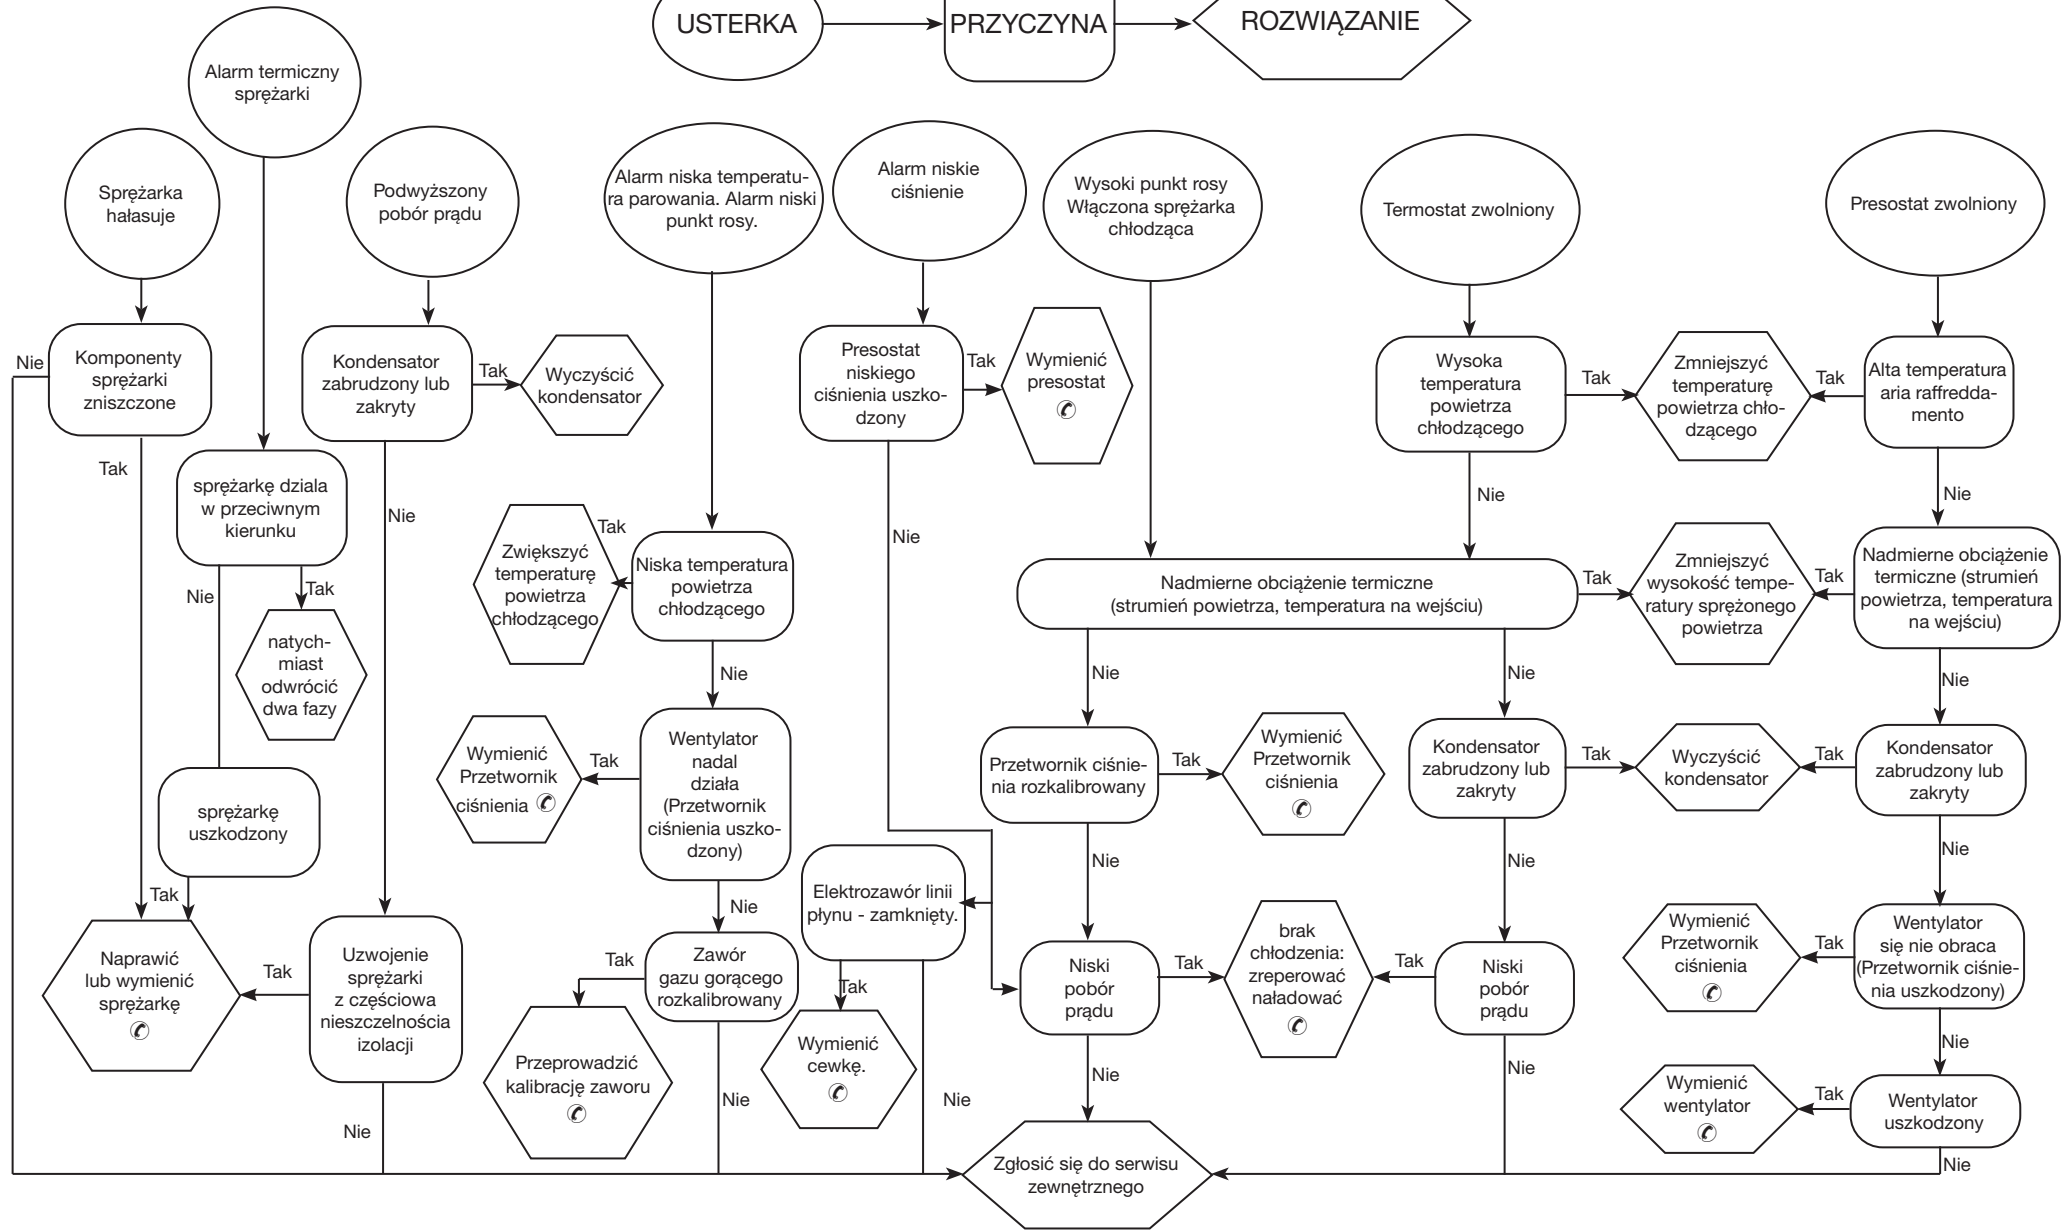 USTERKA
PRZYCZYNA
ROZWIĄZANIE
Alarm termiczny
sprężarki
Sprężarka
hałasuje
Podwyższony
pobór prądu
Alarm niska temperatu-
ra parowania. Alarm niski
punkt rosy.
Alarm niskie
ciśnienie
Wysoki punkt rosy
Włączona sprężarka
chłodząca
Termostat zwolniony
Presostat zwolniony
Nie
Komponenty
sprężarki
zniszczone
Kondensator
zabrudzony lub
zakryty
Tak
Wyczyścić
kondensator
Presostat
niskiego
ciśnienia uszko-
dzony
Tak
Wymienić
presostat
Wysoka
temperatura
powietrza
chłodzącego
Tak
Zmniejszyć
temperaturę
powietrza chło-
dzącego
Tak
Alta temperatura
aria raffredda-
mento
Tak
sprężarkę dziala
w przeciwnym
kierunku
Nie
Tak
Zwiększyć
temperaturę
powietrza
chłodzącego
Niska temperatura
powietrza
chłodzącego
Nie
Nie
Nie
Nadmierne obciążenie termiczne
(strumień powietrza, temperatura na wejściu)
Tak
Zmniejszyć
wysokość tempe-
ratury sprężonego
powietrza
Tak
Nadmierne obciążenie
termiczne (strumień
powietrza, temperatura
na wejściu)
Nie
Tak
natych-
miast
odwrócić
dwa fazy
Nie
Nie
Nie
Nie
Wymienić
Przetwornik
ciśnienia
Tak
Wentylator
nadal
działa
(Przetwornik
ciśnienia uszko-
dzony)
Przetwornik ciśnie-
nia rozkalibrowany
Tak
Wymienić
Przetwornik
ciśnienia
Kondensator
zabrudzony lub
zakryty
Tak
Wyczyścić
kondensator
Tak
Kondensator
zabrudzony lub
zakryty
sprężarkę
uszkodzony
Nie
Nie
Nie
Tak
Nie
Elektrozawór linii
płynu - zamknięty.
Naprawić
lub wymienić
sprężarkę
Tak
Uzwojenie
sprężarki
z częściowa
nieszczelnościa
izolacji
Tak
Zawór
gazu gorącego
rozkalibrowany
Tak
Niski
pobór
prądu
Tak
brak
chłodzenia:
zreperować
naładować
Tak
Niski
pobór
prądu
Wymienić
Przetwornik
ciśnienia
Tak
Wentylator
się nie obraca
(Przetwornik ciśnie-
nia uszkodzony)
Przeprowadzić
kalibrację zaworu
Wymienić
cewkę.
Nie
Nie
Nie
Nie
Nie
Nie
Wymienić
wentylator
Tak
Wentylator
uszkodzony
Nie
Zgłosić się do serwisu
zewnętrznego